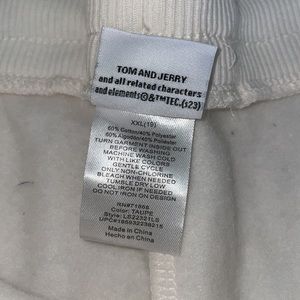 TOM AND JERRY
and all related characters
and elements©&™TEC.(s23)
XXL(19)
60% Cotton/40% Polyester
60% Algodón/40% Poliéster
TURN GARMENT INSIDE OUT
BEFORE WASHING
MACHINE WASH COLD
WITH LIKE COLORS
GENTLE CYCLE
ONLY NON-CHLORINE
BLEACH WHEN NEEDED
TUMBLE DRY LOW
COOL IRON IF NEEDED
DO NOT IRON ON DESIGN
Color: TAUPE
Made in China
Hecho en China